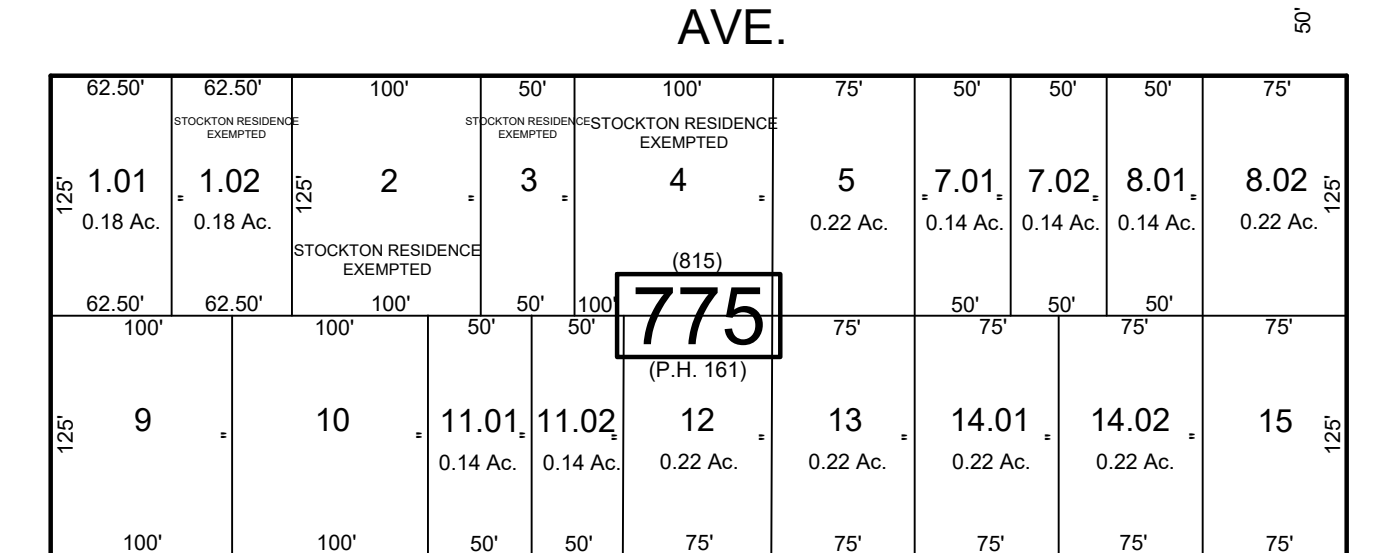 AVE.
50'
62.50' 62.50' 100' 50' 100' 75' 50' 50' 50' 75'
STOCKTON RESIDENCE
EXEMPTED
STOCKTON RESIDENCE
EXEMPTED
STOCKTON RESIDENCE
EXEMPTED
125' 1.01 1.02 125' 2 3 4 5 7.01 7.02 8.01 8.02 125'
0.18 Ac. 0.18 Ac. 0.22 Ac. 0.14 Ac. 0.14 Ac. 0.14 Ac. 0.22 Ac.
STOCKTON RESIDENCE
EXEMPTED
(815)
62.50' 62.50' 100' 50' 100' 50' 50' 50'
775
100' 100' 50' 50' 75' 75' 75' 75'
(P.H. 161)
125' 9 10 11.01 11.02 12 13 14.01 14.02 15 125'
0.14 Ac. 0.14 Ac. 0.22 Ac. 0.22 Ac. 0.22 Ac. 0.22 Ac.
100' 100' 50' 50' 75' 75' 75' 75' 75'